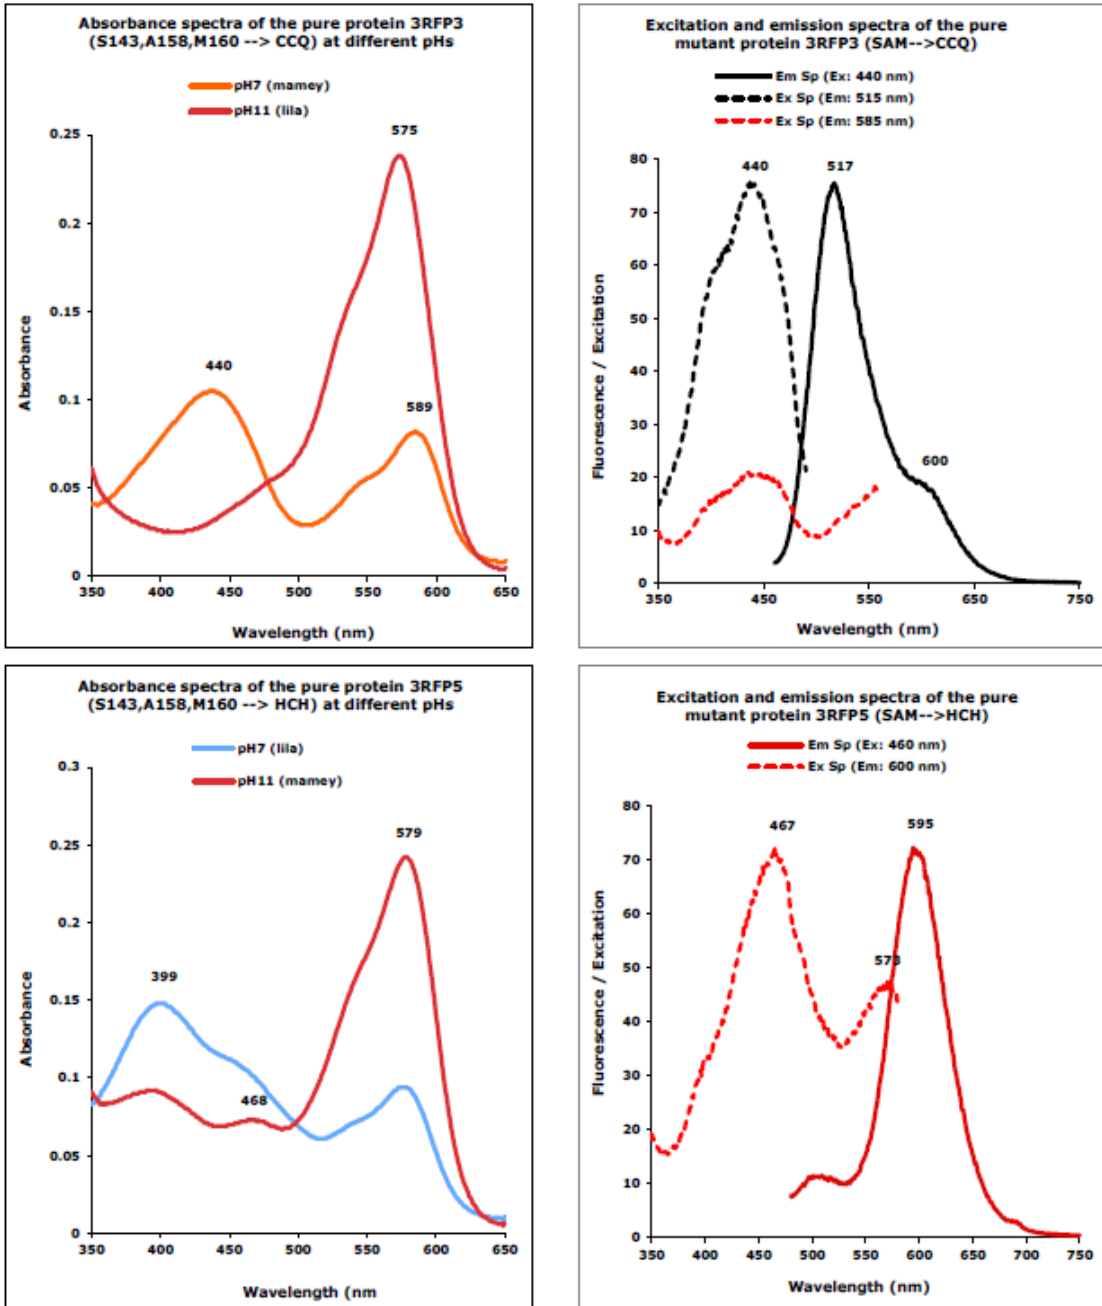 Absorbance spectra of the pure protein 3RFP3
(S143,A158,M160 --> CCQ) at different pHs
pH7 (mamey)
pH11 (lila)
0.25
0.2
0.15
0.1
0.05
0
575
440
589
350 400 450 500 550 600 650
Absorbance
Wavelength (nm)
Excitation and emission spectra of the pure
mutant protein 3RFP3 (SAM-->CCQ)
Em Sp (Ex: 440 nm)
Ex Sp (Em: 515 nm)
Ex Sp (Em: 585 nm)
80
70
60
50
40
30
20
10
0
440 517
600
350 450 550 650 750
Fluorescence / Excitation
Wavelength (nm)
Absorbance spectra of the pure protein 3RFP5
(S143,A158,M160 --> HCH) at different pHs
pH7 (lila)
pH11 (mamey)
0.3
0.25
0.2
0.15
0.1
0.05
0
579
399
468
350 400 450 500 550 600 650
Absorbance
Wavelength (nm
Excitation and emission spectra of the pure
mutant protein 3RFP5 (SAM-->HCH)
Em Sp (Ex: 460 nm)
Ex Sp (Em: 600 nm)
80
70
60
50
40
30
20
10
0
467 595
573
350 400 450 500 550 600 650 700 750
Fluorescence / Excitation
Wavelength (nm)